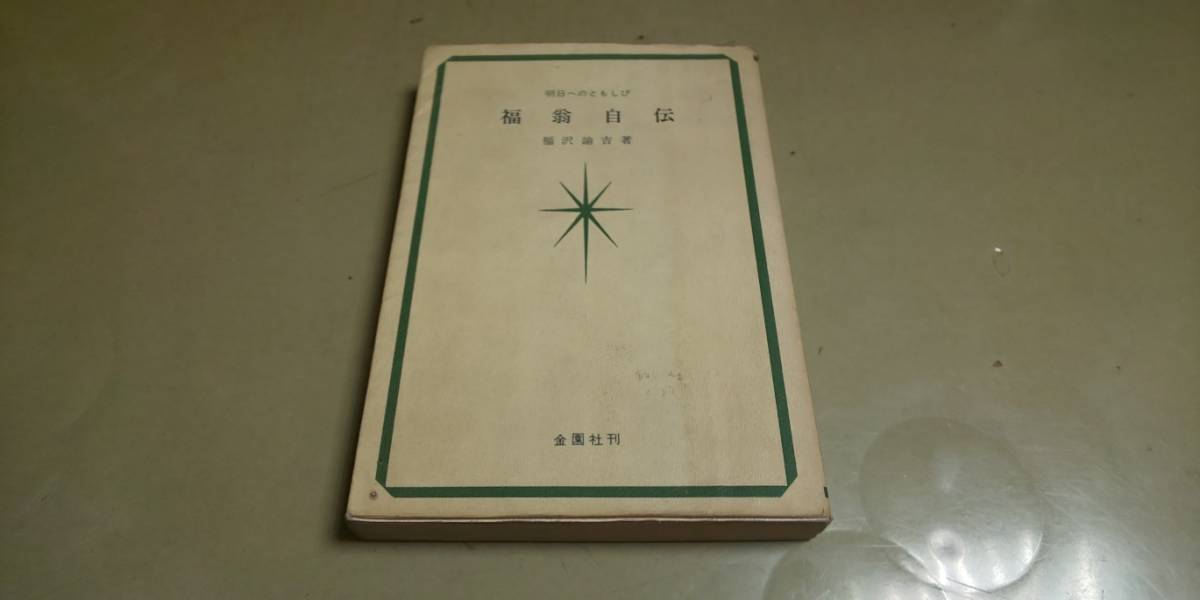 明日へのともしび
福翁自伝
福沢諭吉著
金園社刊